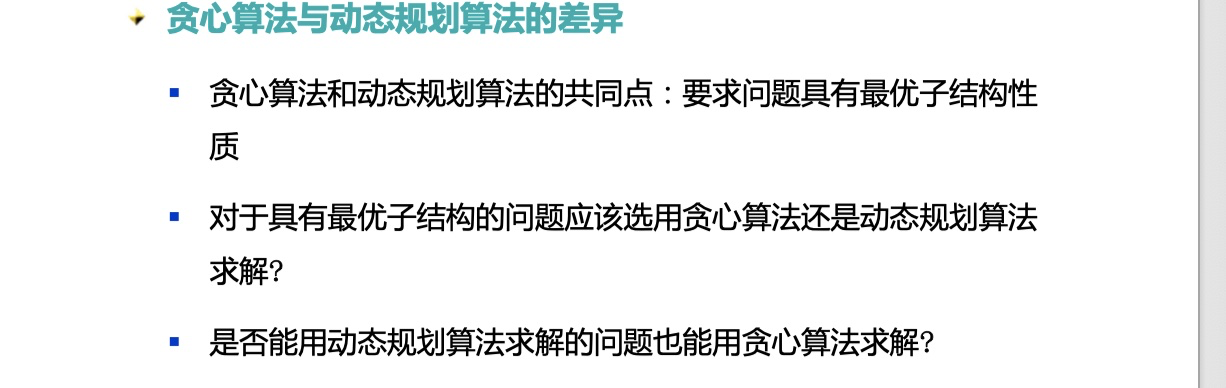 贪心算法与动态规划算法的差异
贪心算法和动态规划算法的共同点：要求问题具有最优子结构性
质
对于具有最优子结构的问题应该选用贪心算法还是动态规划算法
求解?
是否能用动态规划算法求解的问题也能用贪心算法求解?